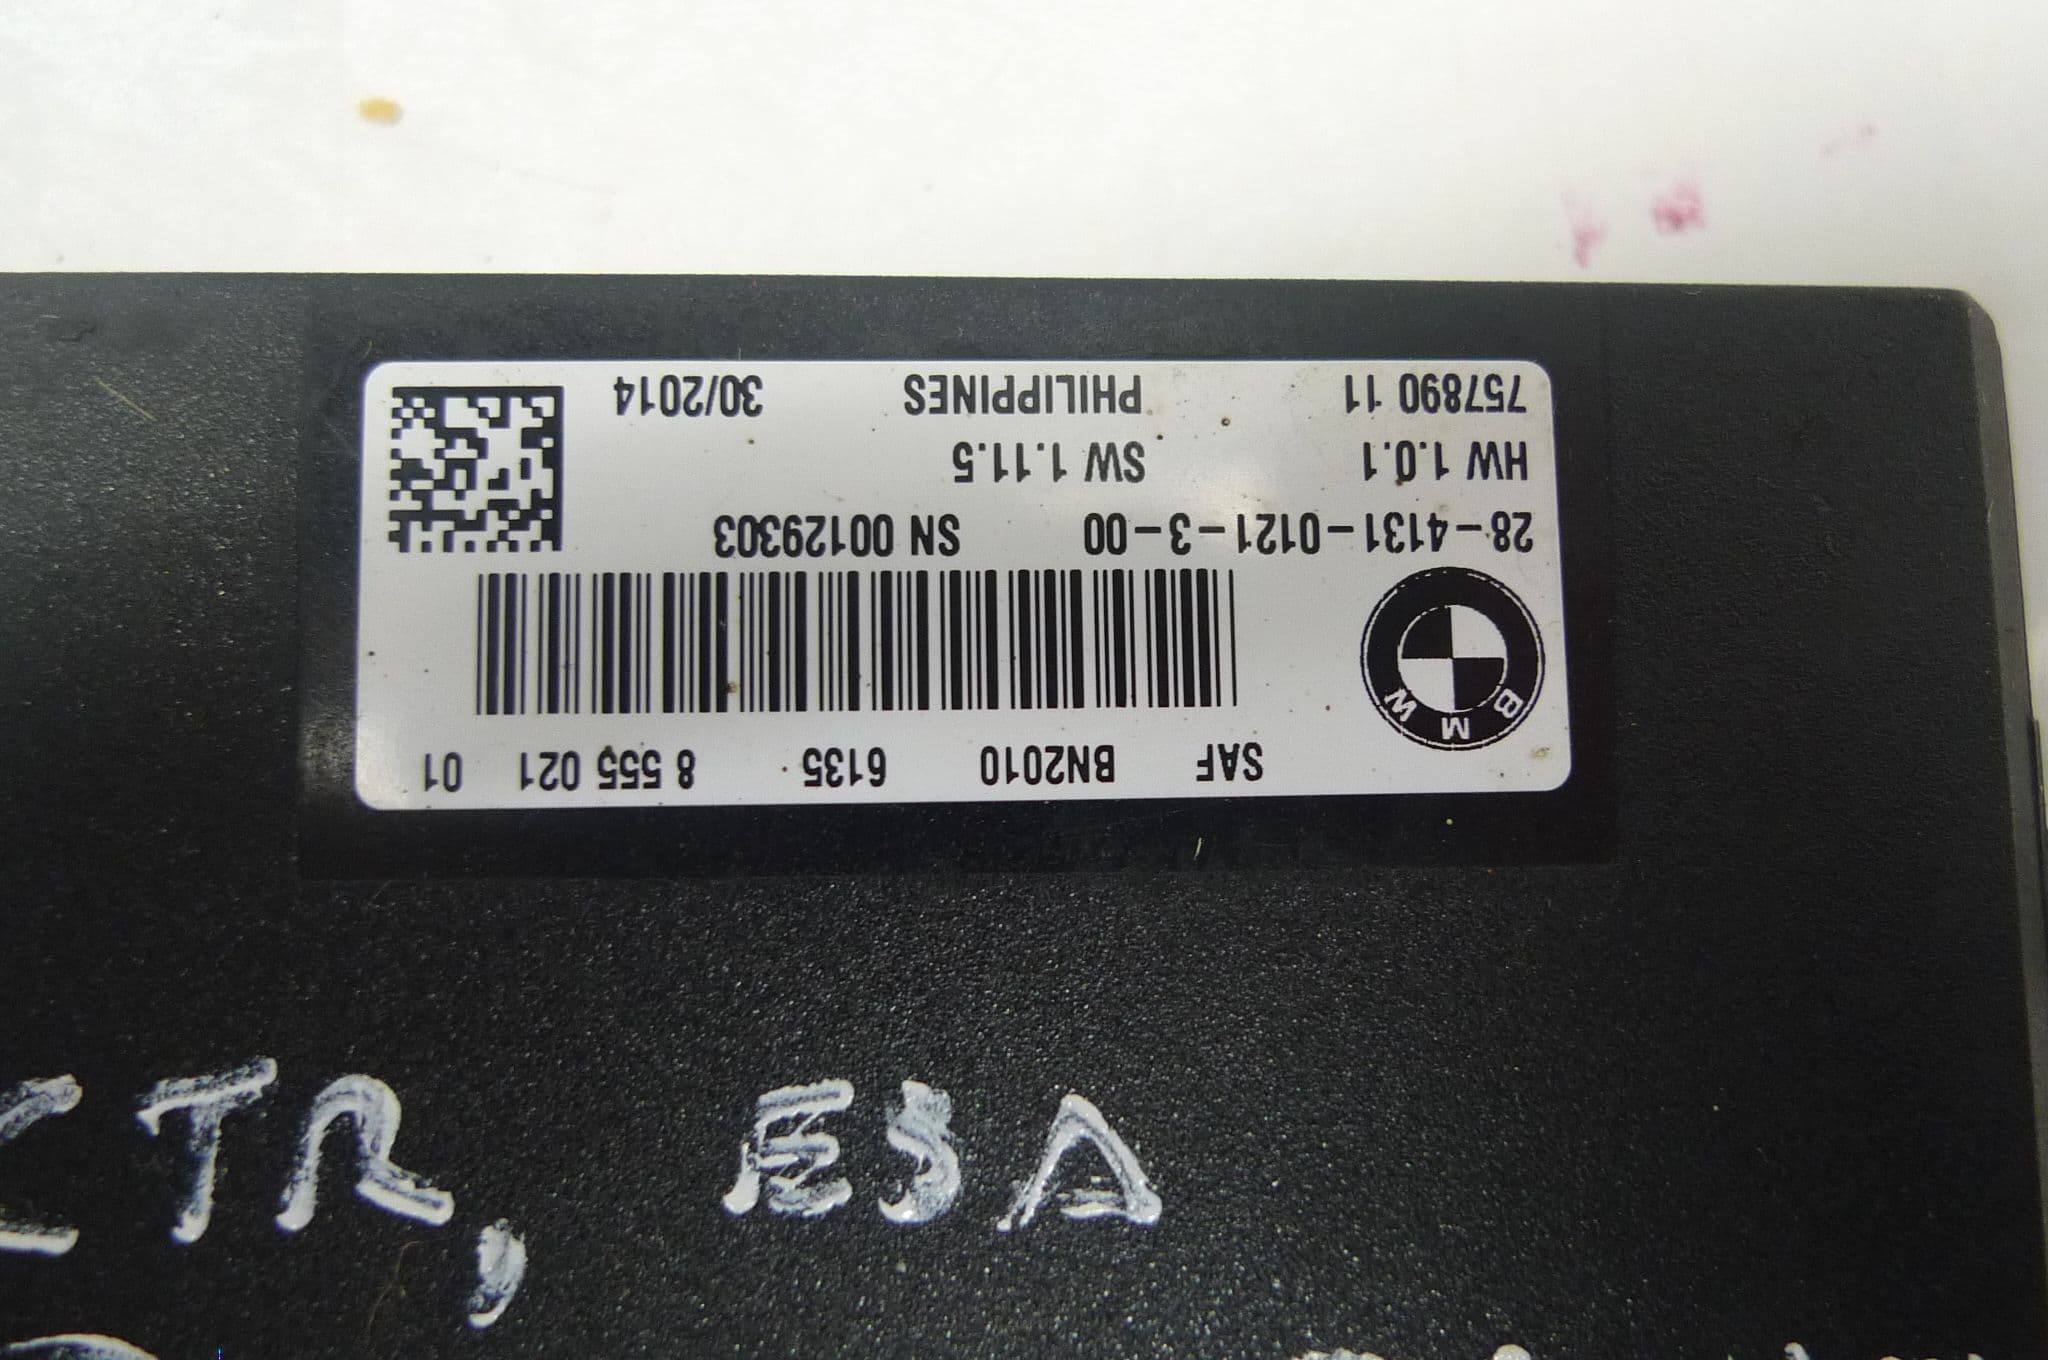 SAF BN2010 6135 8 555 021 01
BMW
28-4131-0121-3-00 SN 00129303
HW 1.0.1 SW 1.11.5
757890 11 PHILIPPINES 30/2014
CTR, ESA